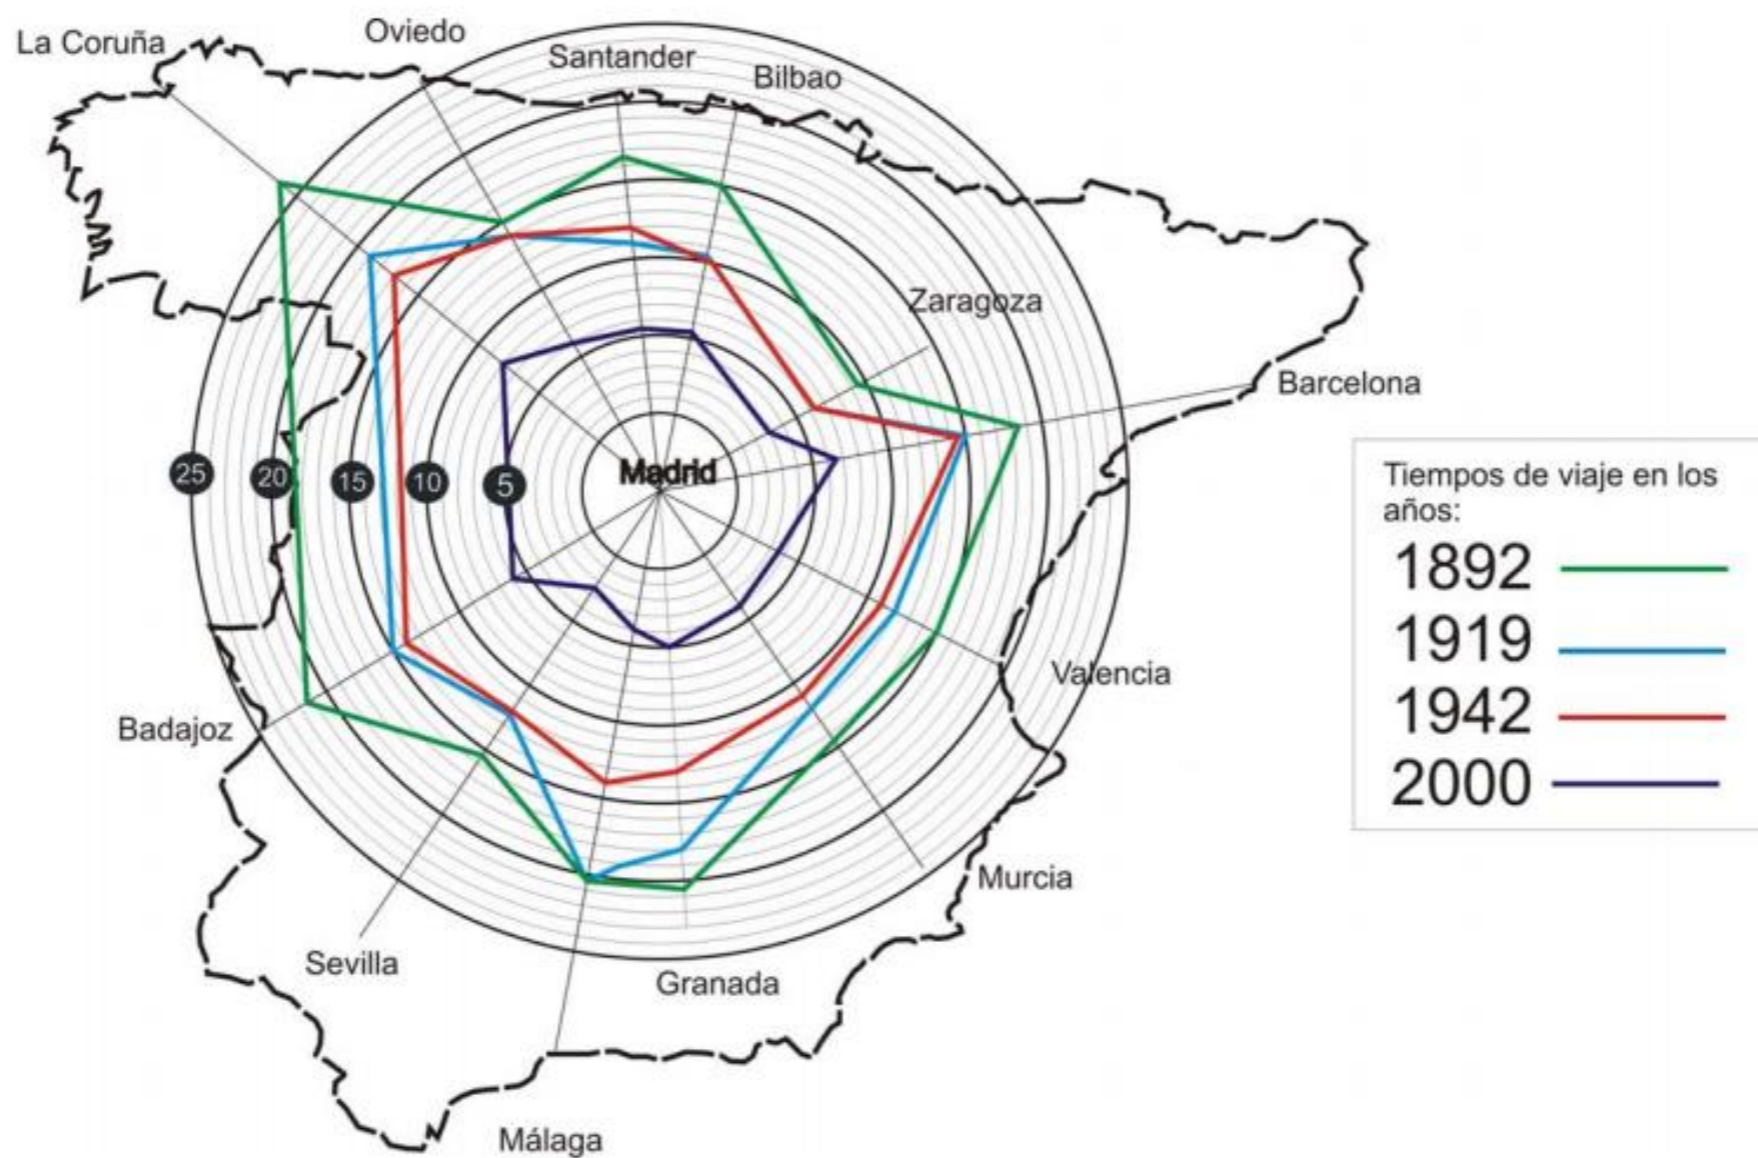 La Coruña
Oviedo
Santander
Bilbao
Zaragoza
Barcelona
Madrid
25
20
15
10
5
Tiempos de viaje en los
años:
1892
1919
1942
2000
Valencia
Badajoz
Murcia
Sevilla
Granada
Málaga